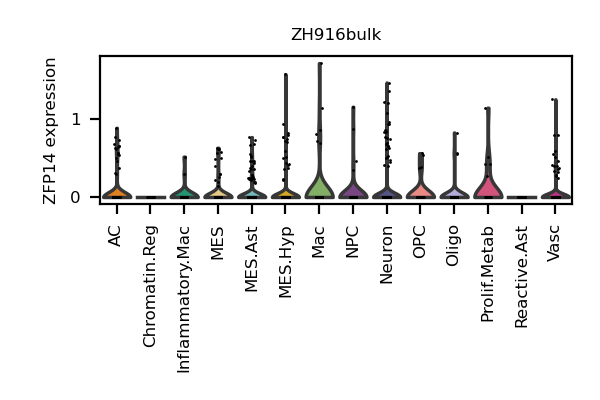 ZH916bulk
ZFP14 expression
1
0
AC
Chromatin.Reg
Inflammatory.Mac
MES
MES.Ast
MES.Hyp
Mac
NPC
Neuron
OPC
Oligo
Prolif.Metab
Reactive.Ast
Vasc